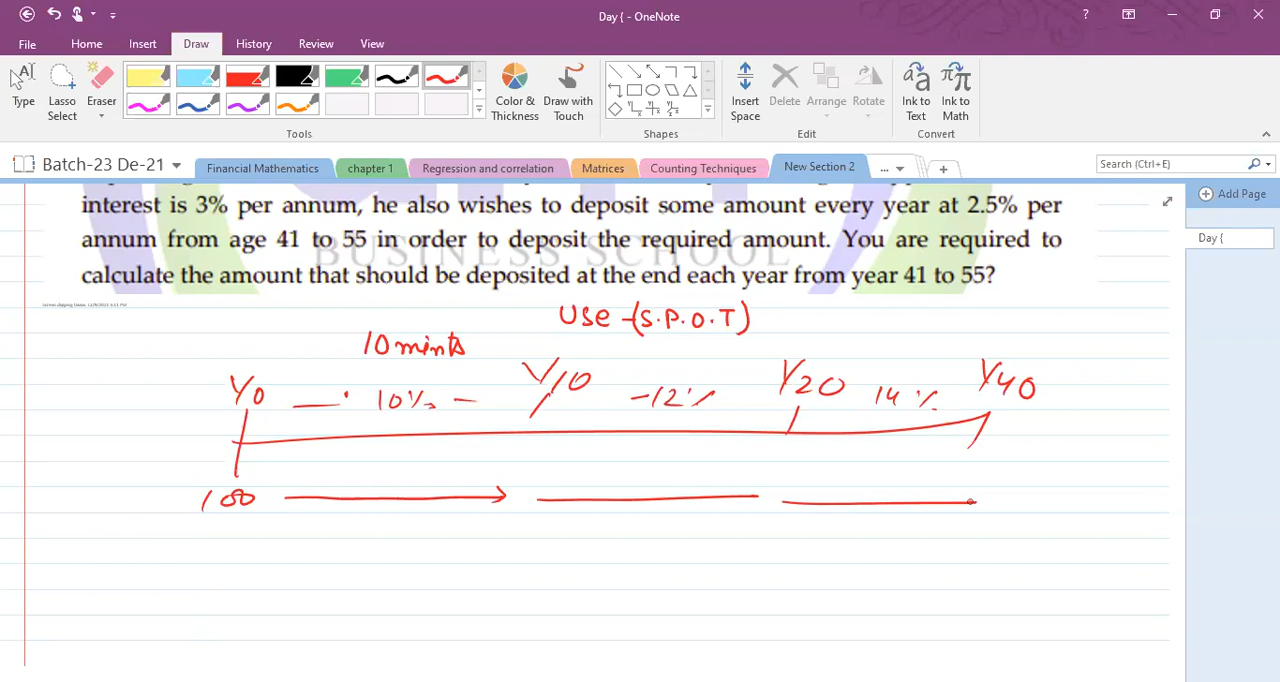 Day { - OneNote
?
File Home Insert Draw History Review View
Type
Lasso Select
Eraser
Color & Thickness
Draw with Touch
Insert Space
Delete
Arrange
Rotate
Ink to Text
Ink to Math
Tools
Shapes
Edit
Convert
Batch-23 De-21
Financial Mathematics
chapter 1
Regression and correlation
Matrices
Counting Techniques
New Section 2
...
Search (Ctrl+E)
Add Page
Day {
interest is 3% per annum, he also wishes to deposit some amount every year at 2.5% per
annum from age 41 to 55 in order to deposit the required amount. You are required to
BUSINESS SCHOOL
calculate the amount that should be deposited at the end each year from year 41 to 55?
USE -(S.P.O.T)
10 mints
Y0 10% Y10 -12% Y20 14% Y40
100